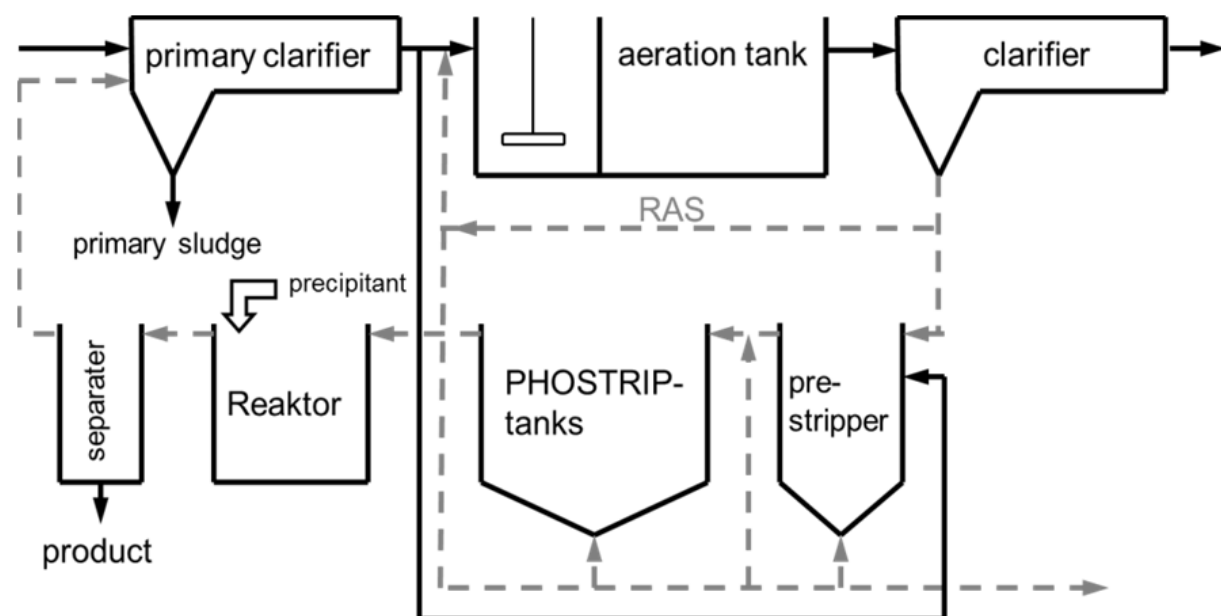 primary clarifier
aeration tank
clarifier
RAS
primary sludge
precipitant
separater
Reaktor
PHOSTRIP-
tanks
pre-
stripper
product